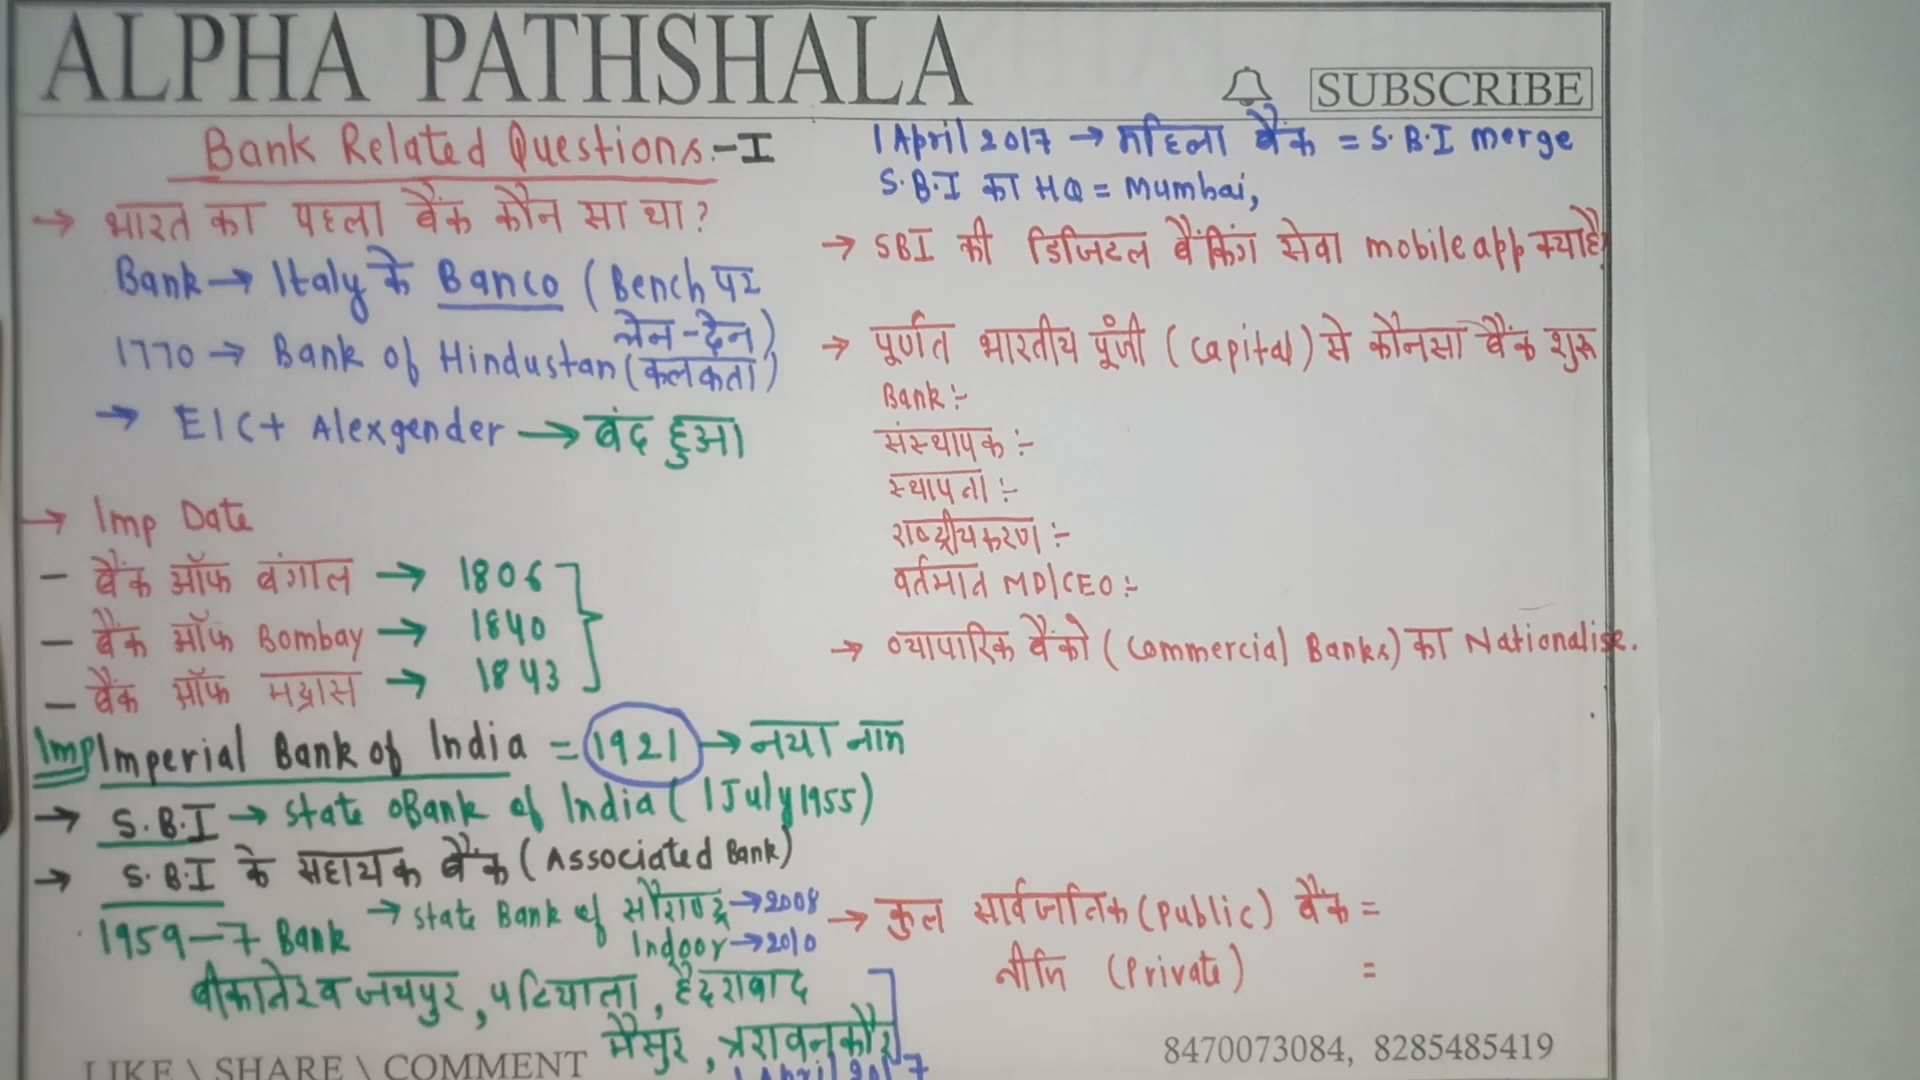 ALPHA PATHSHALA
SUBSCRIBE
Bank Related Questions.-I
→ भारत का पहला बैंक कौन सा था?
Bank → Italy के Banco (Bench पर
लेन-देन)
1770 → Bank of Hindustan (कलकता)
→ EIC+ Alexgender → बंद हुआ
→ Imp Date
- बैंक ऑफ बंगाल → 1806
- बैंक ऑफ Bombay → 1840
- बैंक ऑफ मद्रास → 1843
Imp Imperial Bank of India = 1921 → नया नाम
→ S.B.I → State oBank of India (1July1955)
→ S.B.I के सहायक बैंक (Associated Bank)
1959-7 Bank → State Bank of सौराष्ट्र → 2008
Indoor → 2010
बीकानेर व जयपुर, पटियाला, हैदराबाद
मैसुर, त्ररावनकौर
1 April 2017
LIKE \ SHARE \ COMMENT
1 April 2017 → महिला बैंक = S.B.I merge
S.B.I का HQ = Mumbai,
→ SBI की डिजिटल बैंकिंग सेवा mobile app क्या है?
→ पूर्णत भारतीय पूंजी (Capital) से कौनसा बैंक शुरू
Bank :-
संस्थापक :-
स्थापना :-
राष्ट्रीयकरण :-
वर्तमान MD/CEO :-
→ व्यापारिक बैंको (Commercial Banks) का Nationalise.
→ कुल सार्वजनिक (Public) बैंक =
नीजि (Private) =
8470073084, 8285485419